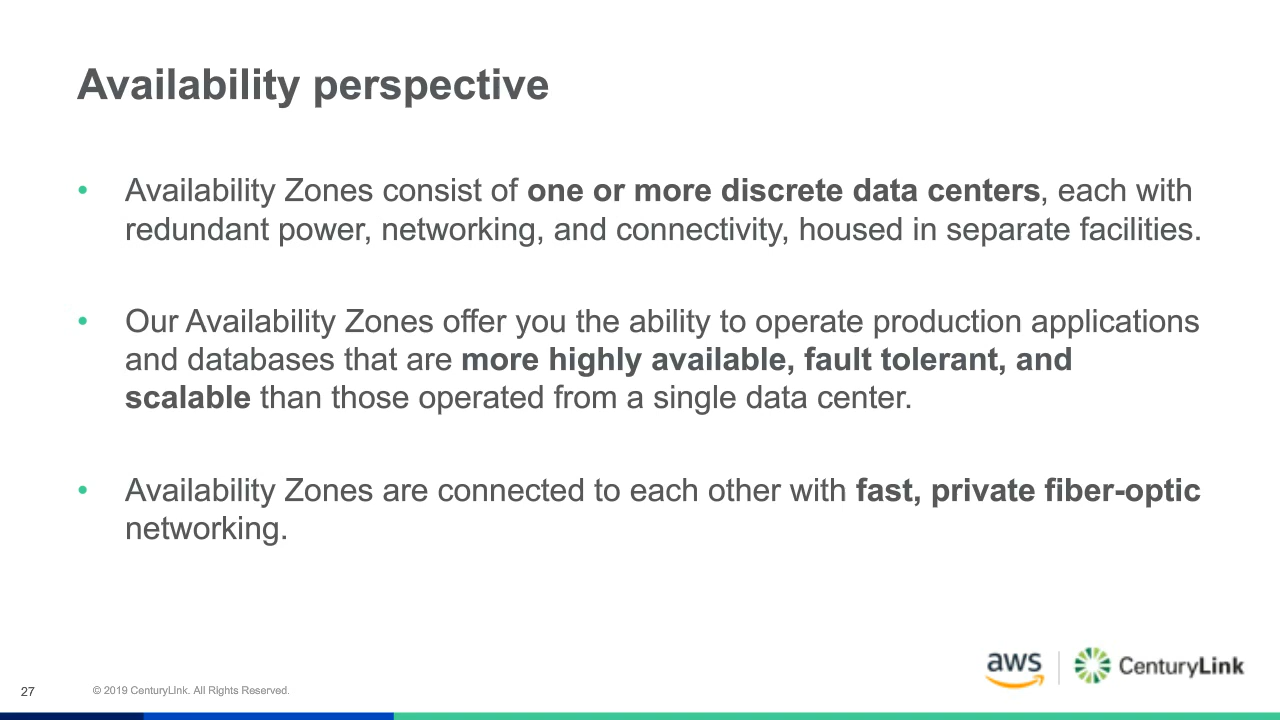 Availability perspective
• Availability Zones consist of one or more discrete data centers, each with
redundant power, networking, and connectivity, housed in separate facilities.
• Our Availability Zones offer you the ability to operate production applications
and databases that are more highly available, fault tolerant, and
scalable than those operated from a single data center.
• Availability Zones are connected to each other with fast, private fiber-optic
networking.
aws | CenturyLink
27
© 2019 CenturyLInk. All Rights Reserved.